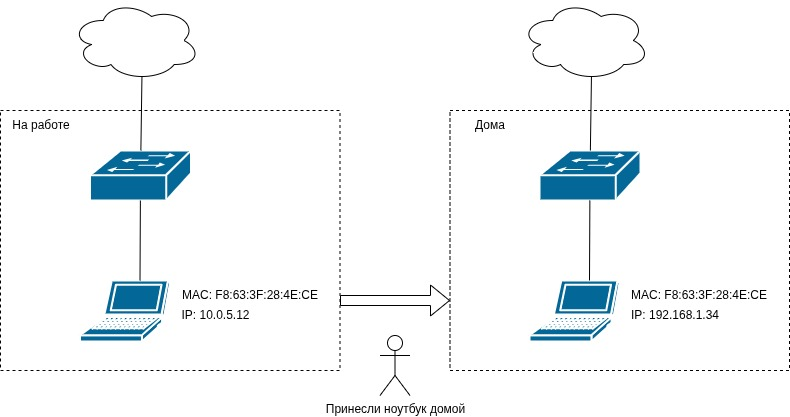 На работе
MAC: F8:63:3F:28:4E:CE
IP: 10.0.5.12
Дома
MAC: F8:63:3F:28:4E:CE
IP: 192.168.1.34
Принесли ноутбук домой